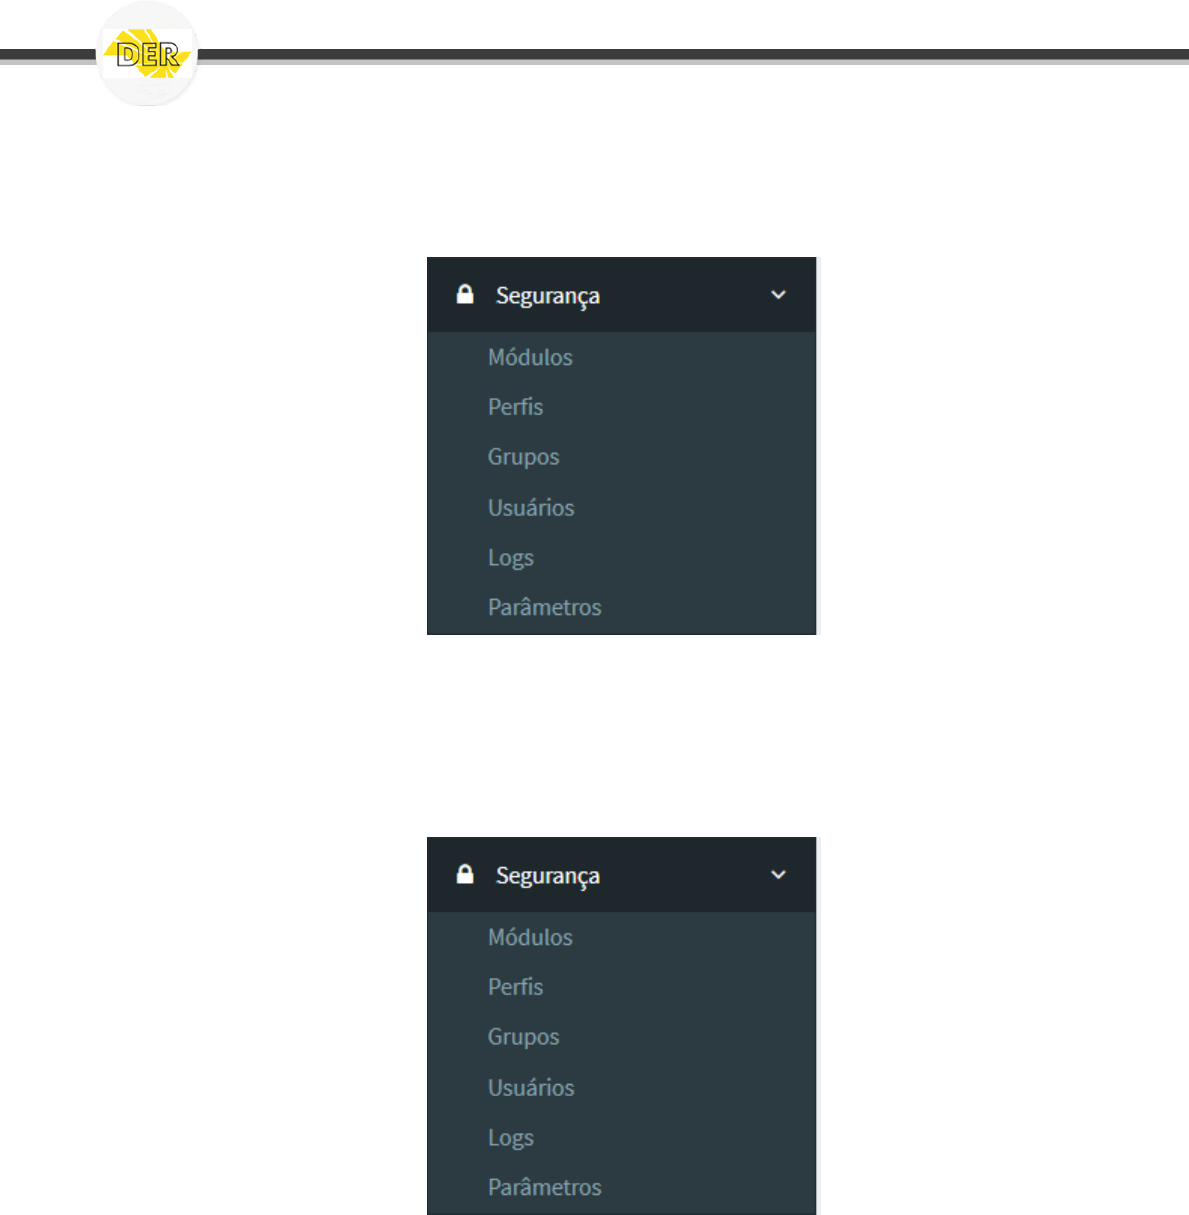 DER
Segurança
Módulos
Perfis
Grupos
Usuários
Logs
Parâmetros
Segurança
Módulos
Perfis
Grupos
Usuários
Logs
Parâmetros